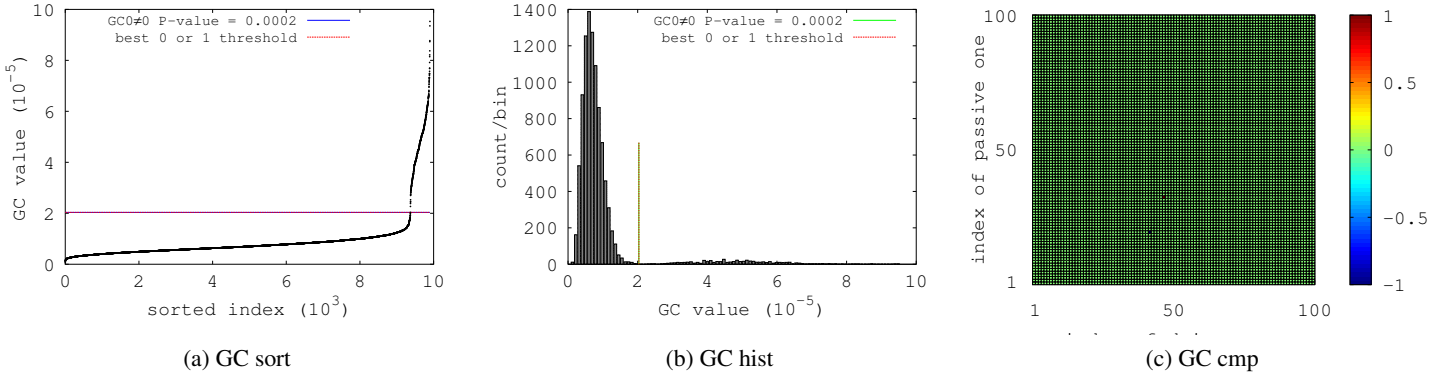 GC0≠0 P-value = 0.0002
best 0 or 1 threshold
GC value (10^-5)
10
8
6
4
2
0
0 2 4 6 8 10
sorted index (10^3)
(a) GC sort
GC0≠0 P-value = 0.0002
best 0 or 1 threshold
count/bin
1400
1200
1000
800
600
400
200
0
0 2 4 6 8 10
GC value (10^-5)
(b) GC hist
index of passive one
100
50
1
1 50 100
1
0.5
0
-0.5
-1
(c) GC cmp